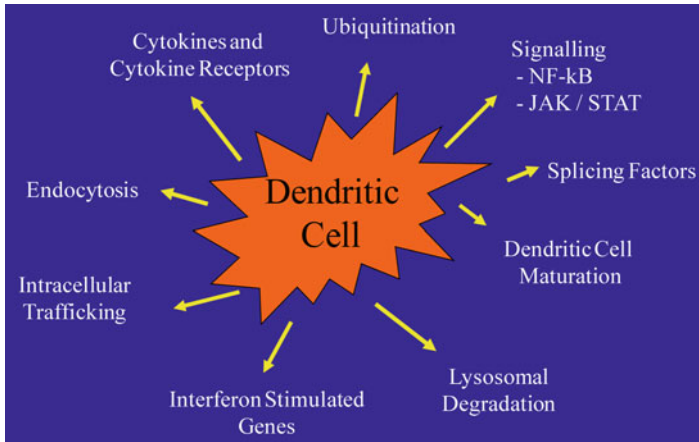 Ubiquitination
Cytokines and
Cytokine Receptors
Signalling
- NF-kB
- JAK / STAT
Splicing Factors
Endocytosis
Dendritic
Cell
Dendritic Cell
Maturation
Intracellular
Trafficking
Lysosomal
Degradation
Interferon Stimulated
Genes